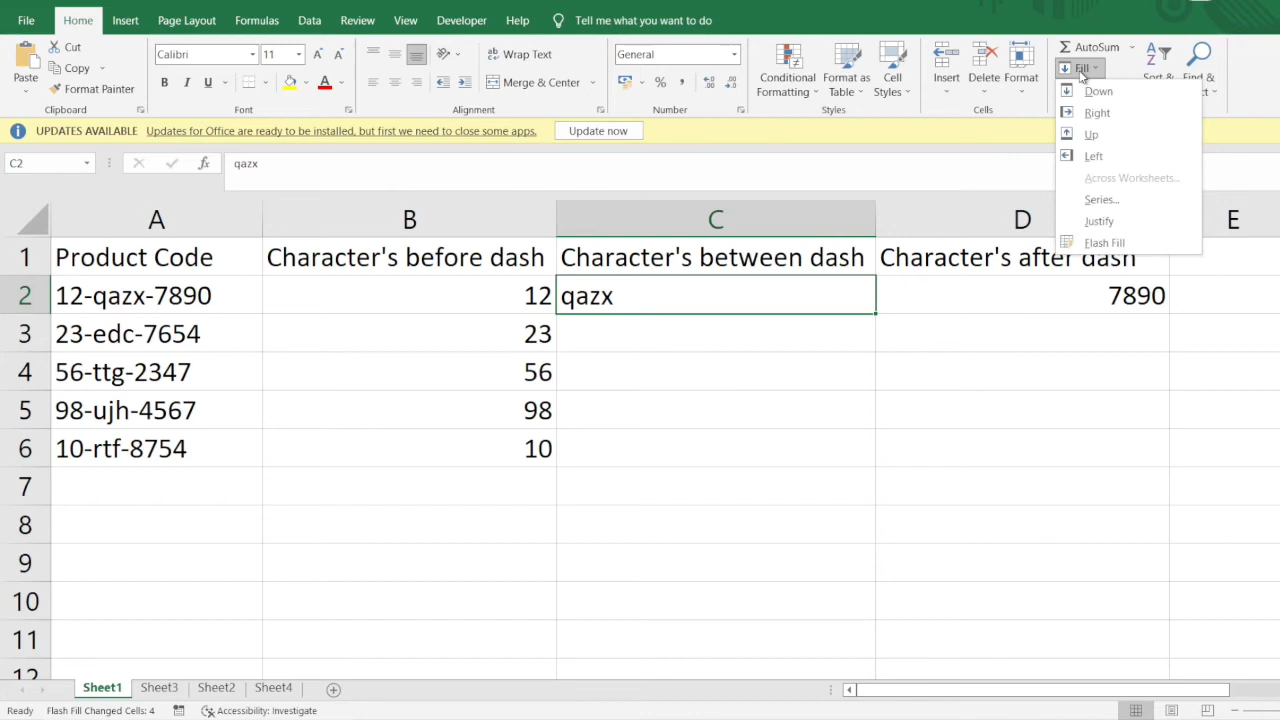 File Home Insert Page Layout Formulas Data Review View Developer Help Tell me what you want to do
Paste
Cut
Copy
Format Painter
Clipboard
Calibri 11
B I U
Font
Wrap Text
Merge & Center
Alignment
General
% ,
Number
Conditional Formatting
Format as Table
Cell Styles
Styles
Insert Delete Format
Cells
AutoSum
Fill
Sort &
Find &
Down
Right
Up
Left
Across Worksheets...
Series...
Justify
Flash Fill
UPDATES AVAILABLE Updates for Office are ready to be installed, but first we need to close some apps. Update now
C2 fx qazx
A B C D E
1 Product Code Character's before dash Character's between dash Character's after dash
2 12-qazx-7890 12 qazx 7890
3 23-edc-7654 23
4 56-ttg-2347 56
5 98-ujh-4567 98
6 10-rtf-8754 10
7
8
9
10
11
12
Sheet1 Sheet3 Sheet2 Sheet4
Ready Flash Fill Changed Cells: 4 Accessibility: Investigate